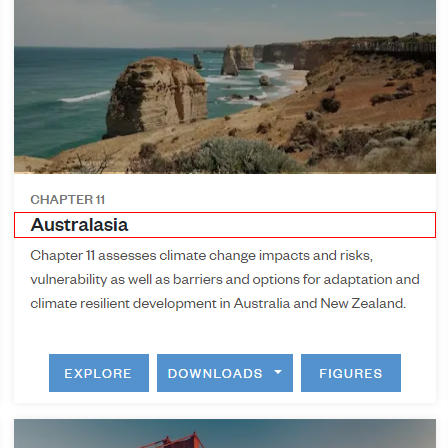 CHAPTER 11
Australasia
Chapter 11 assesses climate change impacts and risks,
vulnerability as well as barriers and options for adaptation and
climate resilient development in Australia and New Zealand.
EXPLORE DOWNLOADS FIGURES